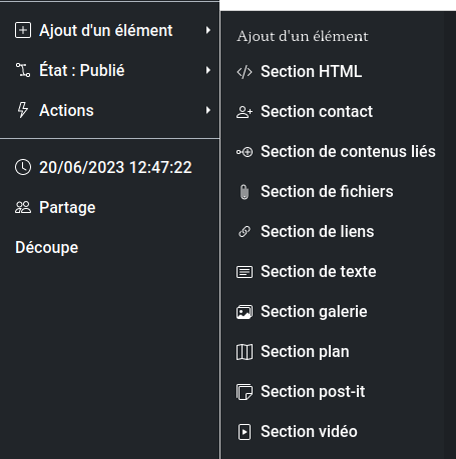 Ajout d'un élément
État : Publié
Actions
20/06/2023 12:47:22
Partage
Découpe
Ajout d'un élément
Section HTML
Section contact
Section de contenus liés
Section de fichiers
Section de liens
Section de texte
Section galerie
Section plan
Section post-it
Section vidéo